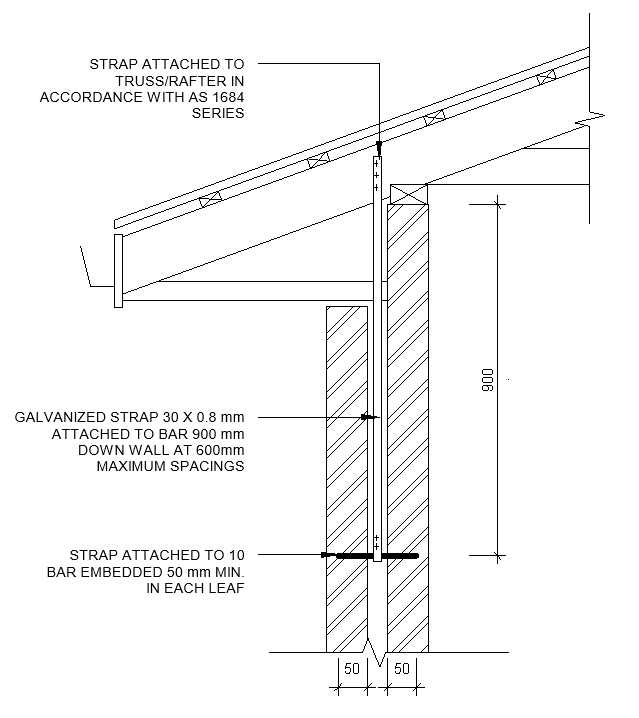 STRAP ATTACHED TO
TRUSS/RAFTER IN
ACCORDANCE WITH AS 1684
SERIES
900
GALVANIZED STRAP 30 X 0.8 mm
ATTACHED TO BAR 900 mm
DOWN WALL AT 600mm
MAXIMUM SPACINGS
STRAP ATTACHED TO 10
BAR EMBEDDED 50 mm MIN.
IN EACH LEAF
50 50